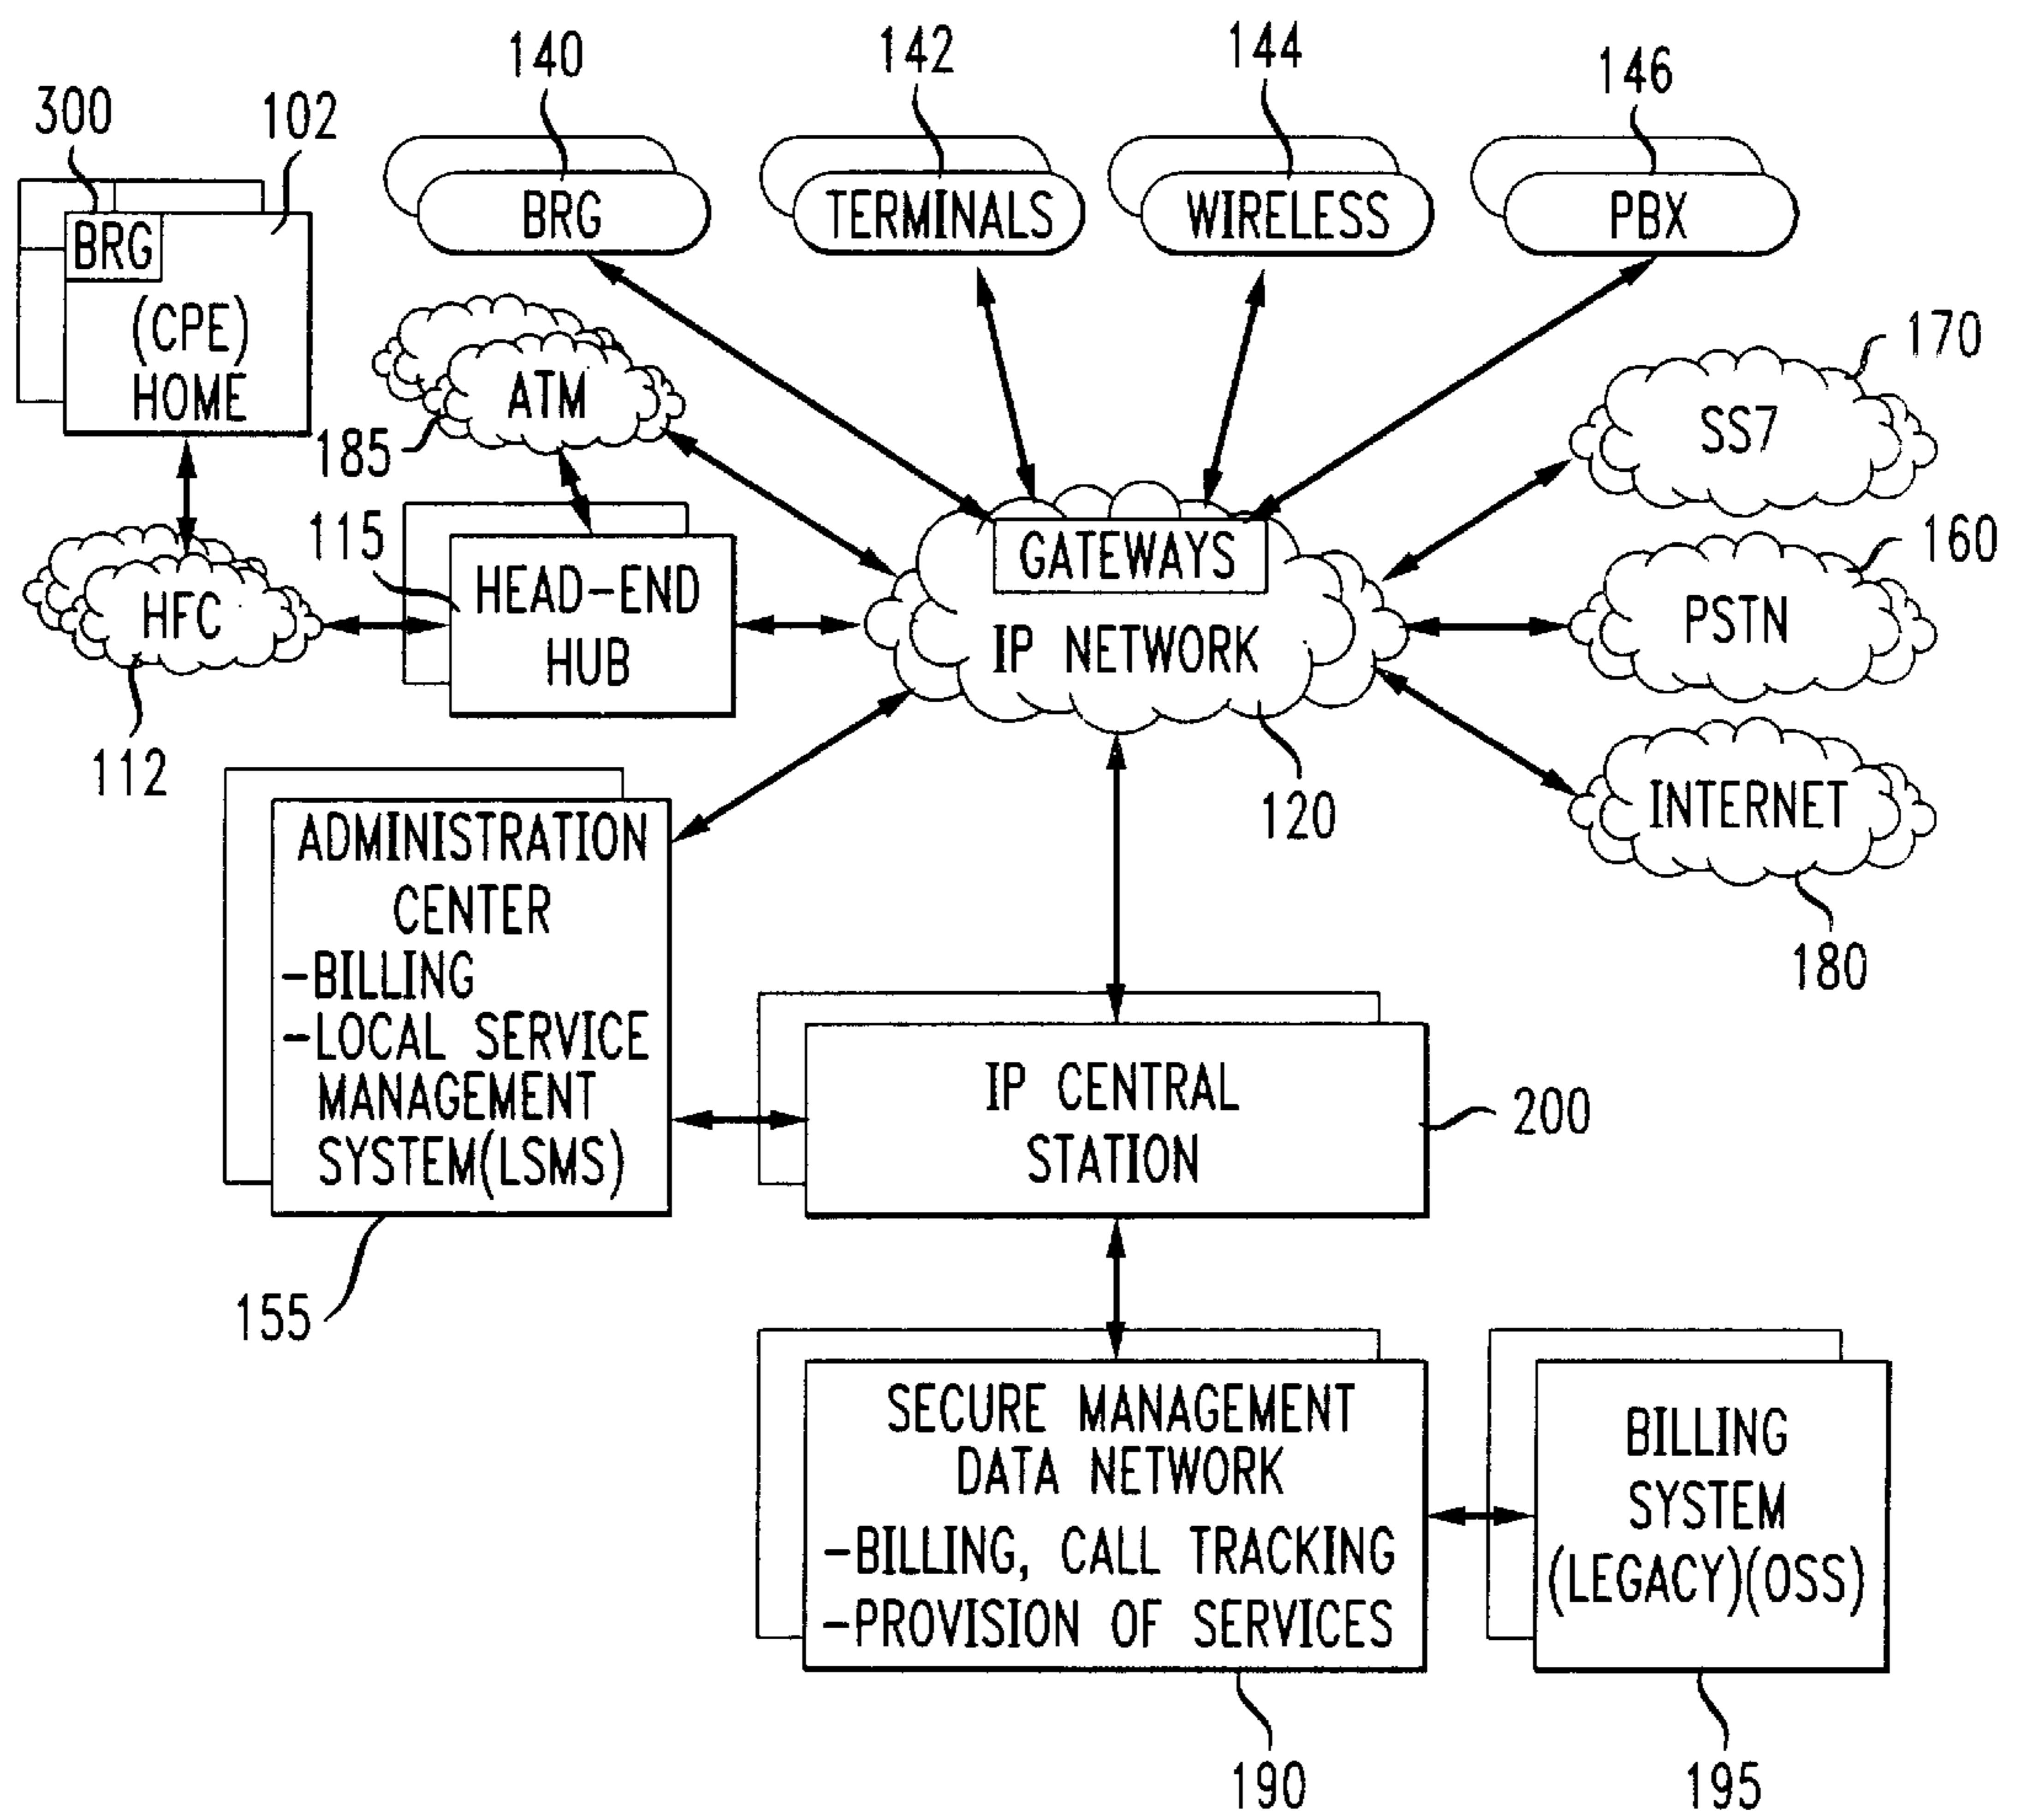 140
142
144
146
300
102
BRG
TERMINALS
WIRELESS
PBX
BRG
(CPE)
HOME
ATM
185
170
SS7
115
GATEWAYS
160
HEAD-END
HUB
HFC
IP NETWORK
PSTN
112
120
INTERNET
180
ADMINISTRATION
CENTER
-BILLING
-LOCAL SERVICE
MANAGEMENT
SYSTEM(LSMS)
155
IP CENTRAL
STATION
200
SECURE MANAGEMENT
DATA NETWORK
-BILLING, CALL TRACKING
-PROVISION OF SERVICES
190
BILLING
SYSTEM
(LEGACY)(OSS)
195